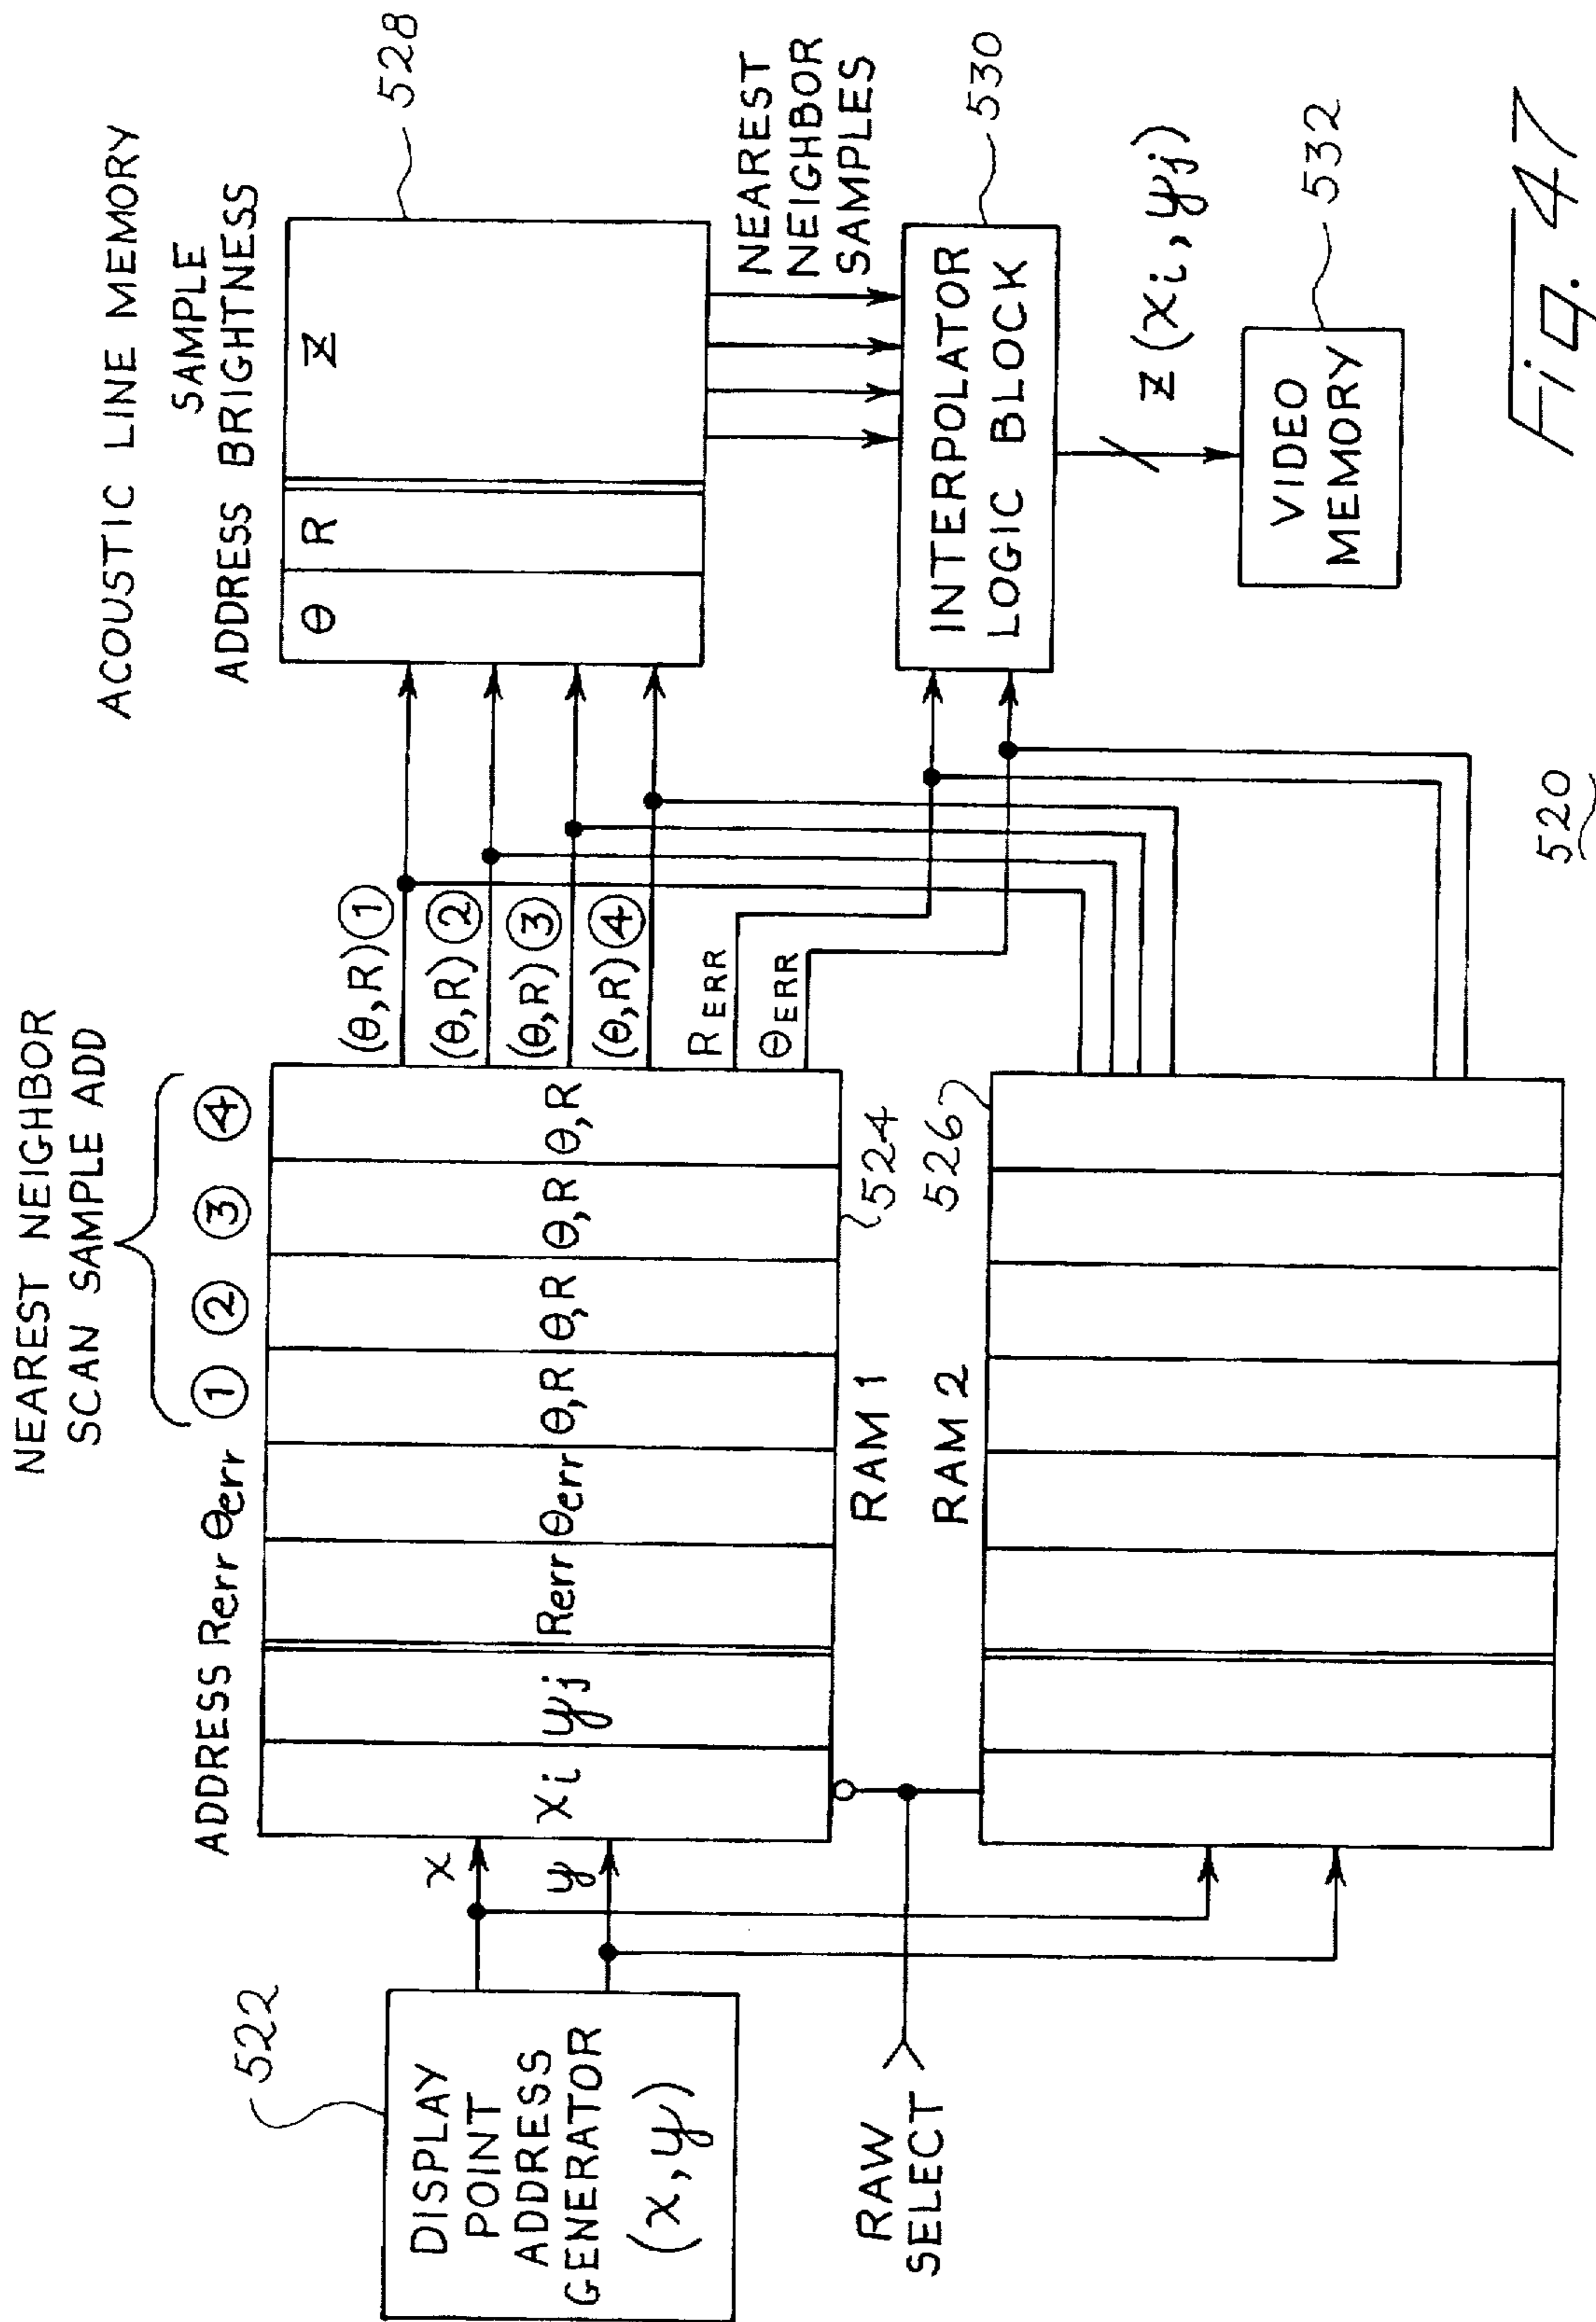 NEAREST NEIGHBOR
SCAN SAMPLE ADD
ADDRESS Rerr θerr ① ② ③ ④
Xi yj Rerr θerr θ,R θ,R θ,R θ,R
RAM 1
524
RAM 2
526
522
DISPLAY
POINT
ADDRESS
GENERATOR
(x,y)
x
y
RAW
SELECT
(θ,R)①
(θ,R)②
(θ,R)③
(θ,R)④
RERR
θERR
ACOUSTIC LINE MEMORY
SAMPLE
ADDRESS BRIGHTNESS
θ R Z
528
NEAREST
NEIGHBOR
SAMPLES
INTERPOLATOR
LOGIC BLOCK
530
Z(Xi,yj)
VIDEO
MEMORY
532
520
Fig. 47